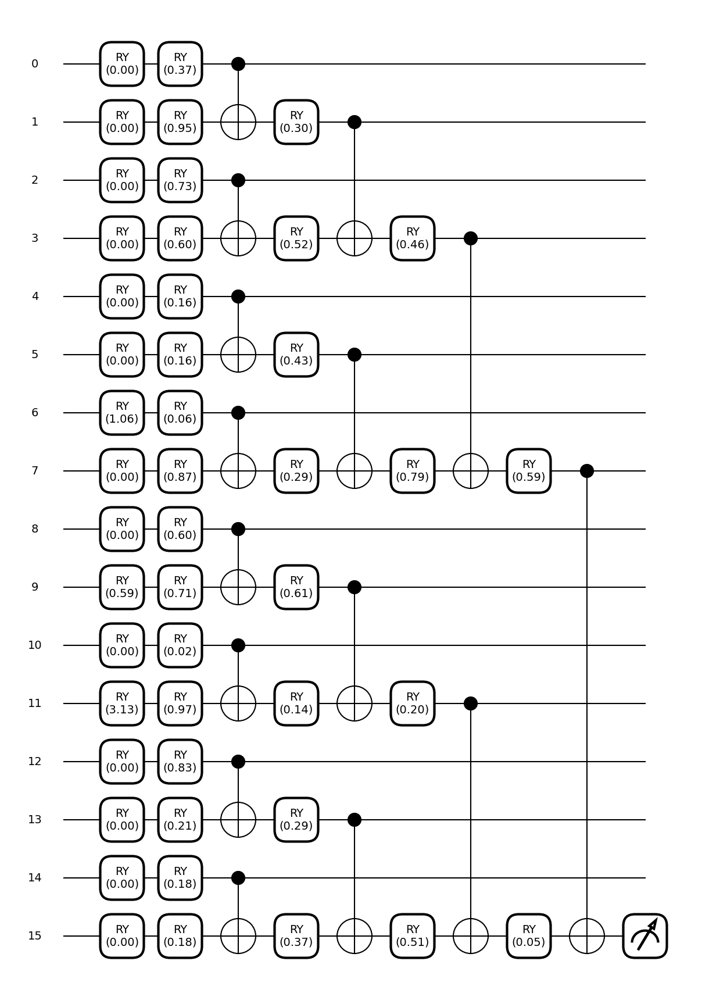 0 RY (0.00) RY (0.37)
1 RY (0.00) RY (0.95) RY (0.30)
2 RY (0.00) RY (0.73)
3 RY (0.00) RY (0.60) RY (0.52) RY (0.46)
4 RY (0.00) RY (0.16)
5 RY (0.00) RY (0.16) RY (0.43)
6 RY (1.06) RY (0.06)
7 RY (0.00) RY (0.87) RY (0.29) RY (0.79) RY (0.59)
8 RY (0.00) RY (0.60)
9 RY (0.59) RY (0.71) RY (0.61)
10 RY (0.00) RY (0.02)
11 RY (3.13) RY (0.97) RY (0.14) RY (0.20)
12 RY (0.00) RY (0.83)
13 RY (0.00) RY (0.21) RY (0.29)
14 RY (0.00) RY (0.18)
15 RY (0.00) RY (0.18) RY (0.37) RY (0.51) RY (0.05)